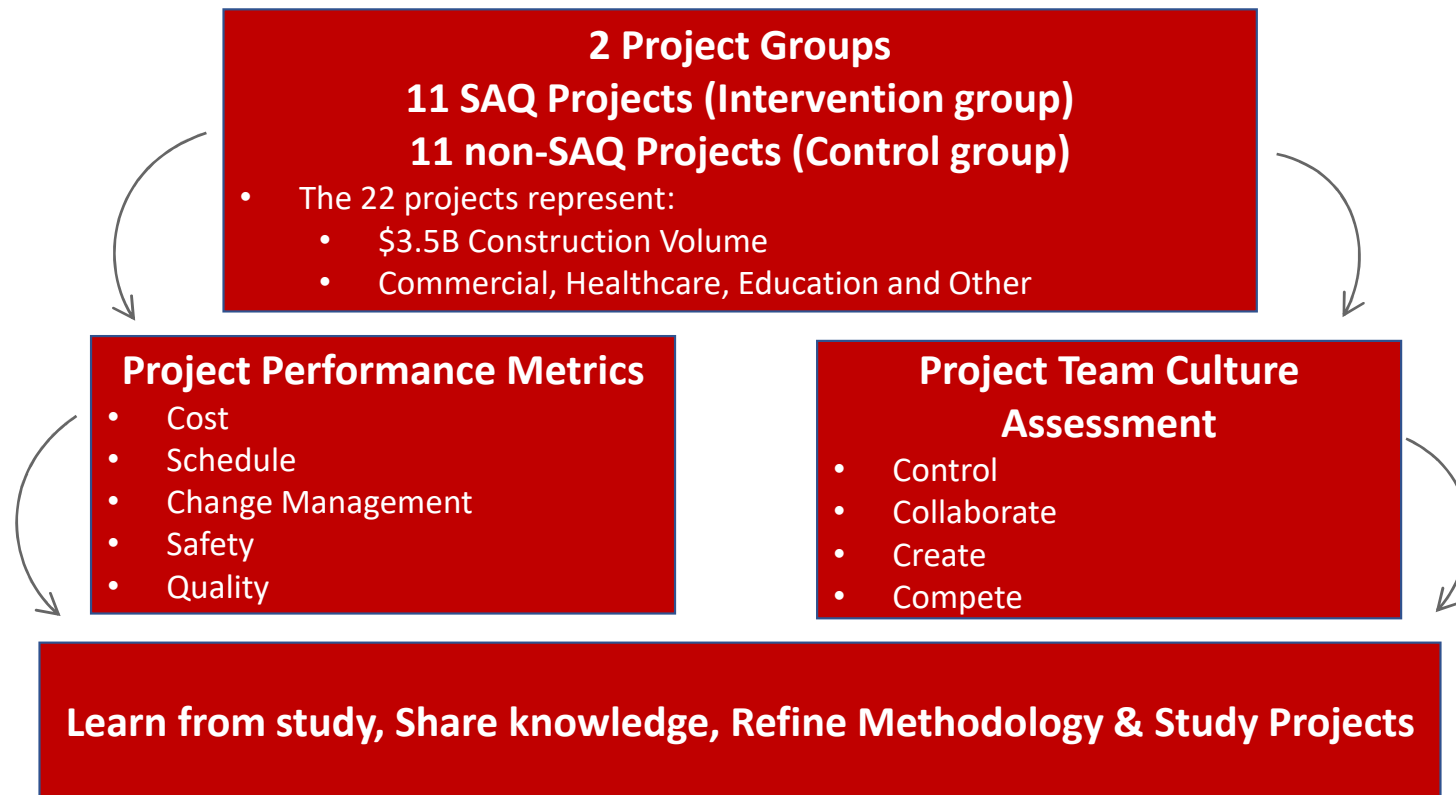 2 Project Groups
11 SAQ Projects (Intervention group)
11 non-SAQ Projects (Control group)
• The 22 projects represent:
• $3.5B Construction Volume
• Commercial, Healthcare, Education and Other
Project Performance Metrics
• Cost
• Schedule
• Change Management
• Safety
• Quality
Project Team Culture
Assessment
• Control
• Collaborate
• Create
• Compete
Learn from study, Share knowledge, Refine Methodology & Study Projects